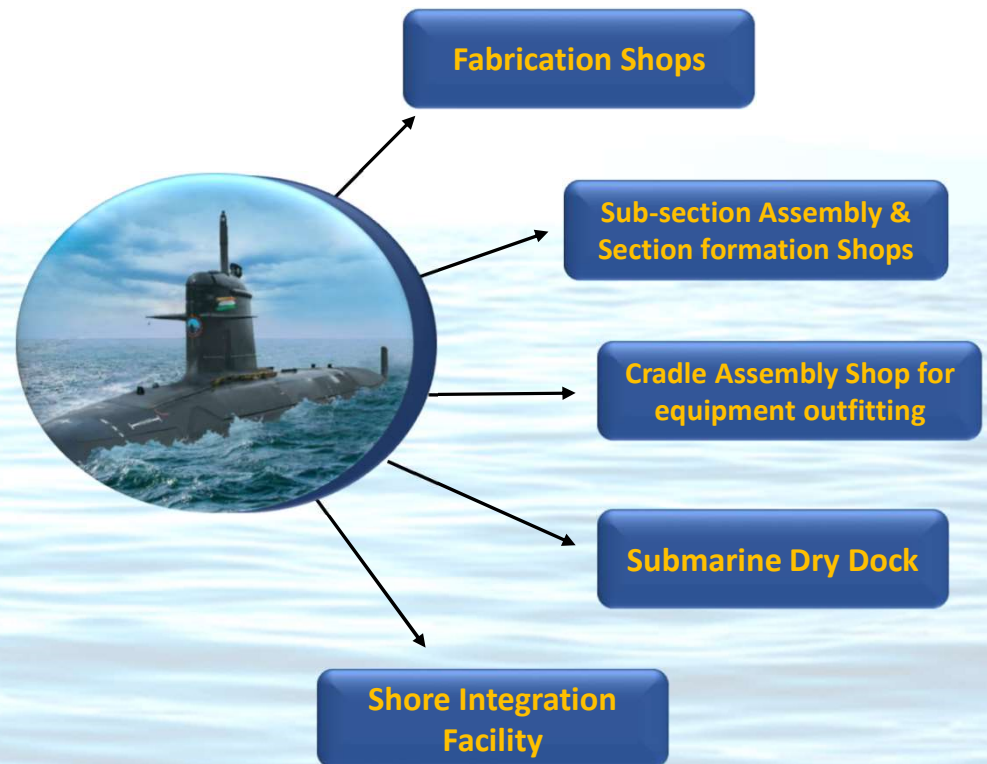 Fabrication Shops
Sub-section Assembly &
Section formation Shops
Cradle Assembly Shop for
equipment outfitting
Submarine Dry Dock
Shore Integration
Facility